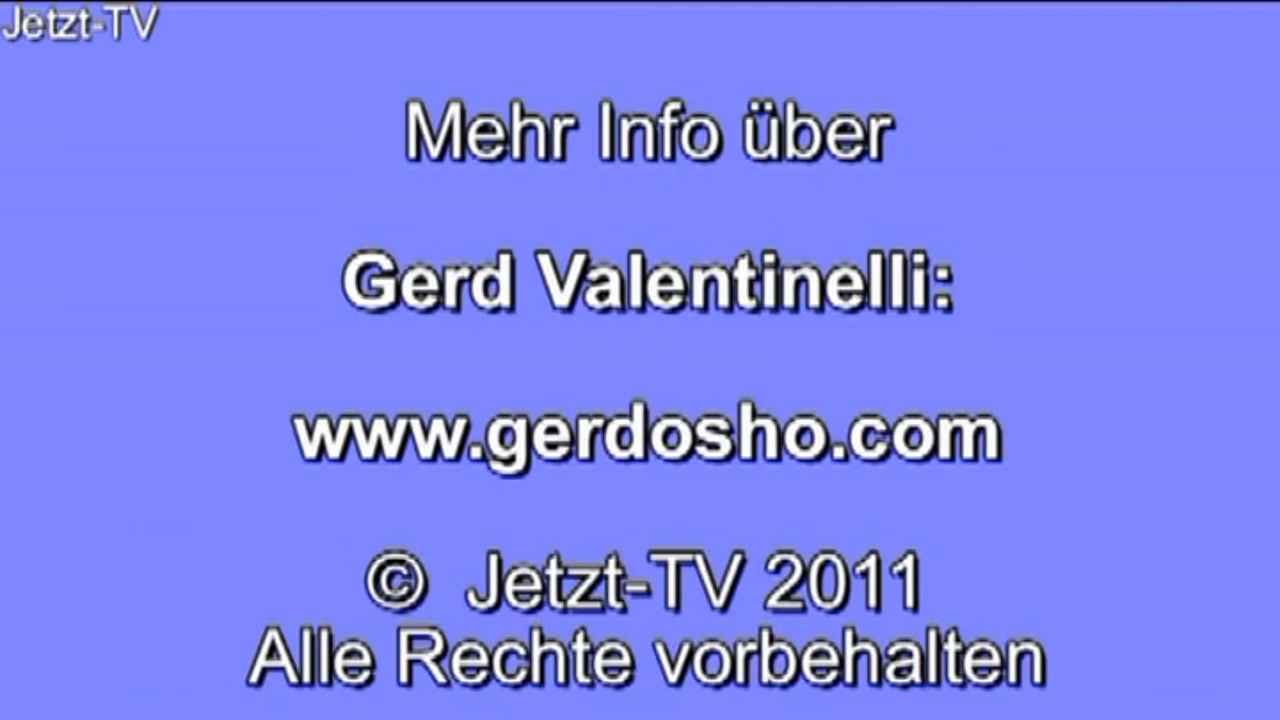 Jetzt-TV
Mehr Info über
Gerd Valentinelli:
www.gerdosho.com
© Jetzt-TV 2011
Alle Rechte vorbehalten